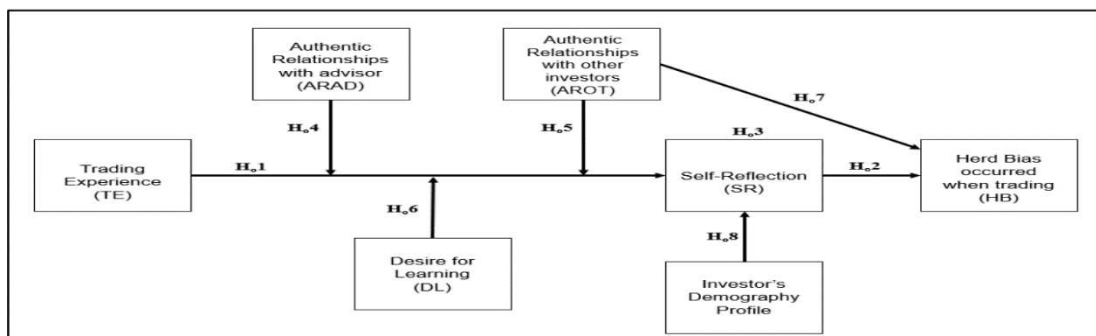 Authentic
Relationships
with advisor
(ARAD)
Authentic
Relationships
with other
investors
(AROT)
Hₒ7
Hₒ4
Hₒ5
Hₒ3
Trading
Experience
(TE)
Hₒ1
Self-Reflection
(SR)
Hₒ2
Herd Bias
occurred
when trading
(HB)
Hₒ6
Hₒ8
Desire for
Learning
(DL)
Investor's
Demography
Profile